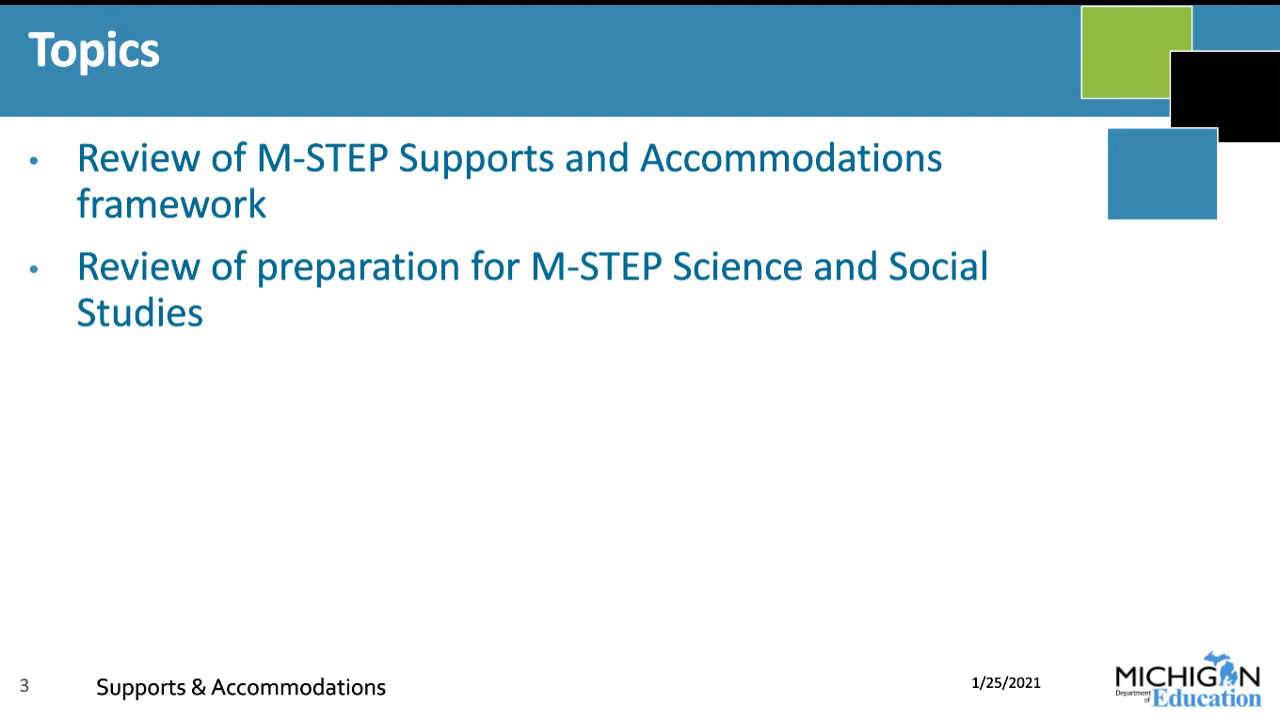 Topics
• Review of M-STEP Supports and Accommodations
framework
• Review of preparation for M-STEP Science and Social
Studies
3
Supports & Accommodations
1/25/2021
MICHIGAN
Department of Education